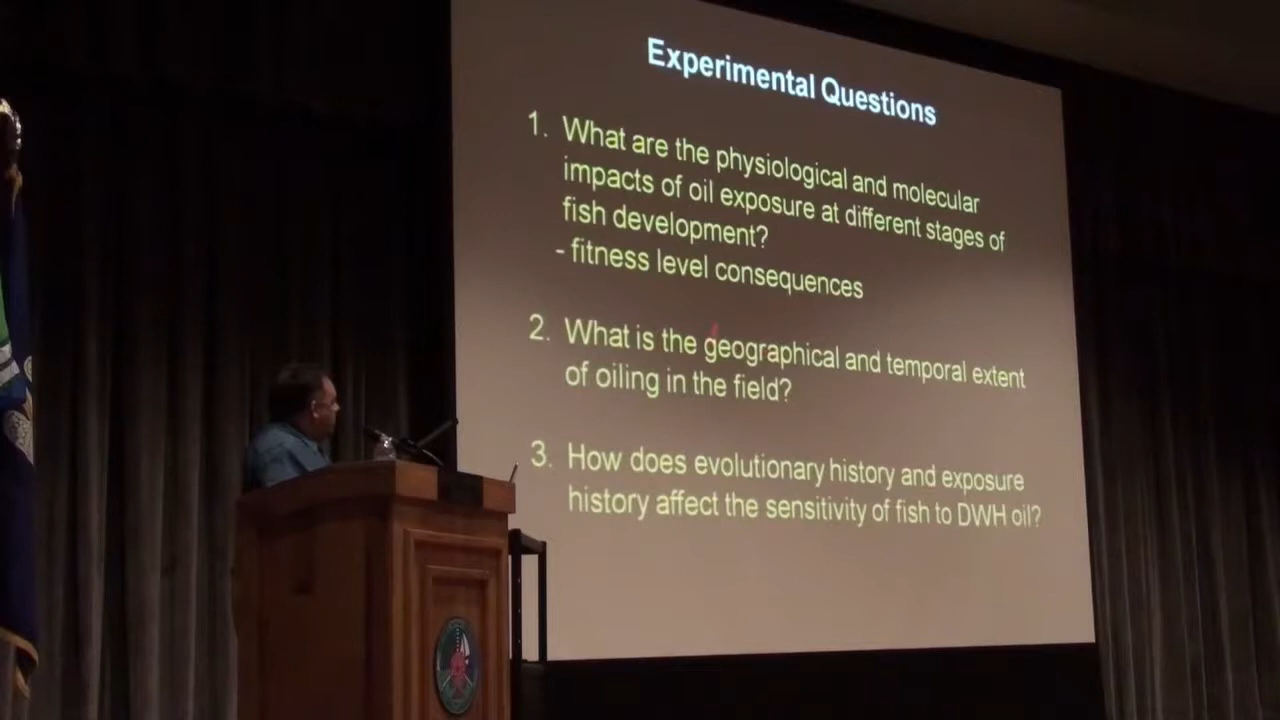 Experimental Questions
1. What are the physiological and molecular
impacts of oil exposure at different stages of
fish development?
- fitness level consequences
2. What is the geographical and temporal extent
of oiling in the field?
3. How does evolutionary history and exposure
history affect the sensitivity of fish to DWH oil?